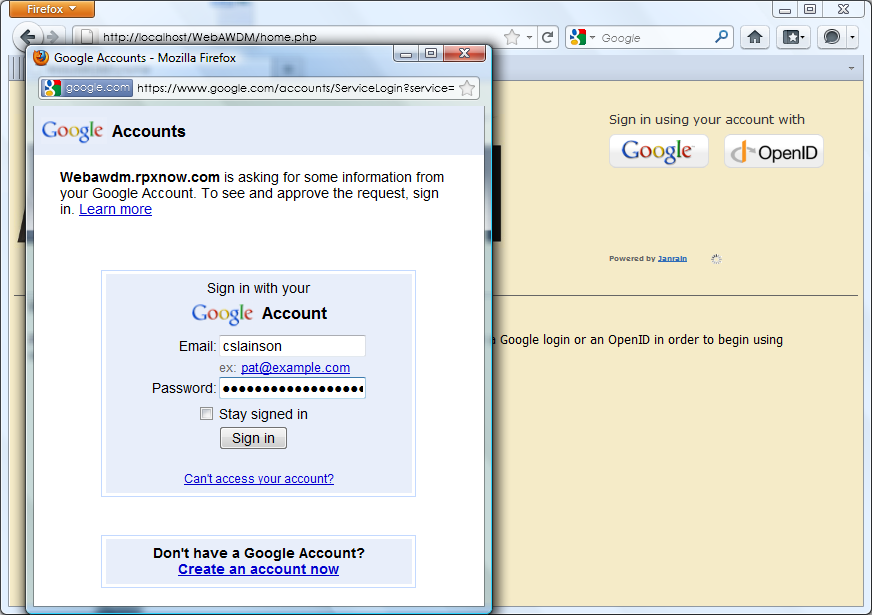 Firefox
http://localhost/WebAWDM/home.php
Google
Google Accounts - Mozilla Firefox
google.com
https://www.google.com/accounts/ServiceLogin?service=
Google Accounts
Webawdm.rpxnow.com is asking for some information from
your Google Account. To see and approve the request, sign
in. Learn more
Sign in with your
Google Account
Email: cslainson
ex: pat@example.com
Password: ●●●●●●●●●●●●●●●●●●
Stay signed in
Sign in
Can't access your account?
Don't have a Google Account?
Create an account now
Sign in using your account with
Google
OpenID
Powered by Janrain
a Google login or an OpenID in order to begin using